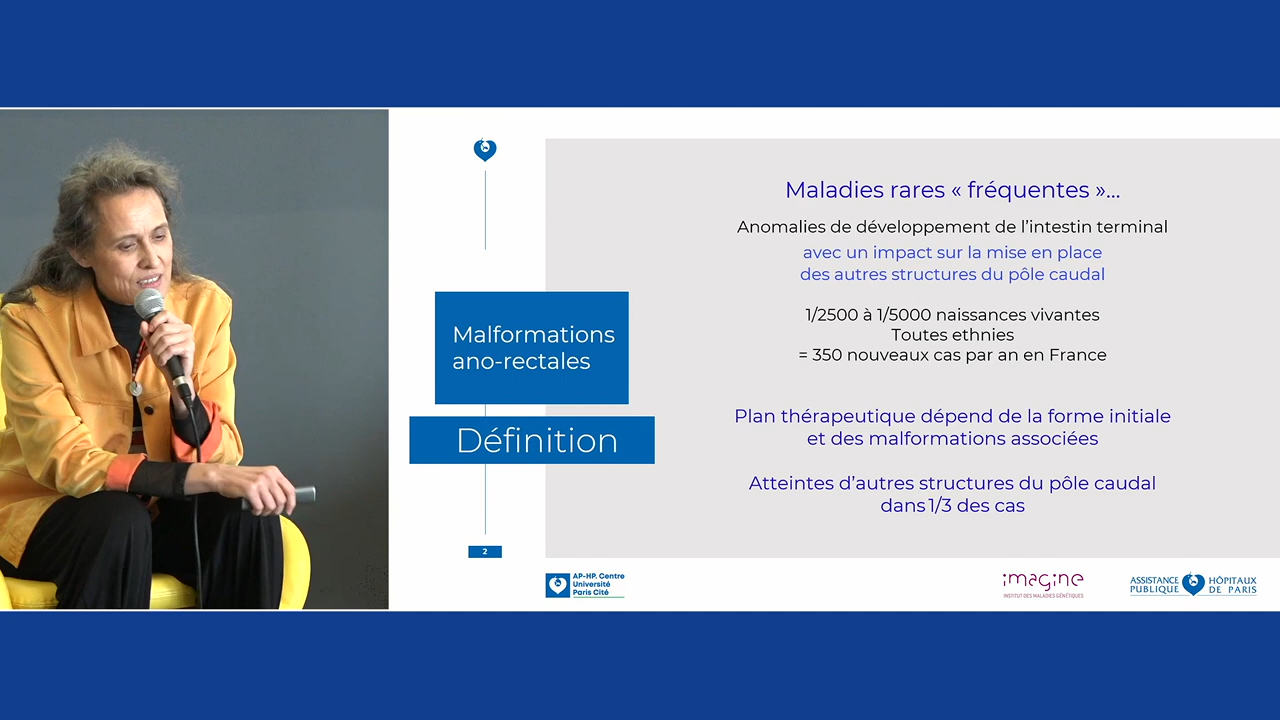 Malformations
ano-rectales
Définition
2
Maladies rares « fréquentes »...
Anomalies de développement de l'intestin terminal
avec un impact sur la mise en place
des autres structures du pôle caudal
1/2500 à 1/5000 naissances vivantes
Toutes ethnies
= 350 nouveaux cas par an en France
Plan thérapeutique dépend de la forme initiale
et des malformations associées
Atteintes d'autres structures du pôle caudal
dans 1/3 des cas
AP-HP. Centre
Université
Paris Cité
imagine
INSTITUT DES MALADIES GÉNÉTIQUES
ASSISTANCE
PUBLIQUE
HÔPITAUX
DE PARIS